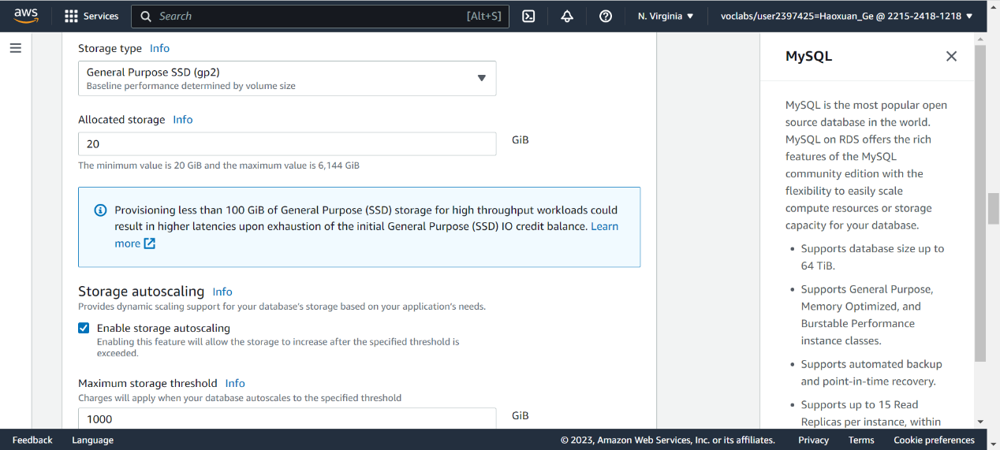 aws
Services
Search
[Alt+S]
N. Virginia
voclabs/user2397425=Haoxuan_Ge @ 2215-2418-1218
Storage type Info
General Purpose SSD (gp2)
Baseline performance determined by volume size
Allocated storage Info
20
GiB
The minimum value is 20 GiB and the maximum value is 6,144 GiB
Provisioning less than 100 GiB of General Purpose (SSD) storage for high throughput workloads could
result in higher latencies upon exhaustion of the initial General Purpose (SSD) IO credit balance. Learn
more
Storage autoscaling Info
Provides dynamic scaling support for your database's storage based on your application's needs.
Enable storage autoscaling
Enabling this feature will allow the storage to increase after the specified threshold is
exceeded.
Maximum storage threshold Info
Charges will apply when your database autoscales to the specified threshold
1000
GiB
MySQL
MySQL is the most popular open
source database in the world.
MySQL on RDS offers the rich
features of the MySQL
community edition with the
flexibility to easily scale
compute resources or storage
capacity for your database.
• Supports database size up to
64 TiB.
• Supports General Purpose,
Memory Optimized, and
Burstable Performance
instance classes.
• Supports automated backup
and point-in-time recovery.
• Supports up to 15 Read
Replicas per instance, within
Feedback
Language
© 2023, Amazon Web Services, Inc. or its affiliates.
Privacy
Terms
Cookie preferences